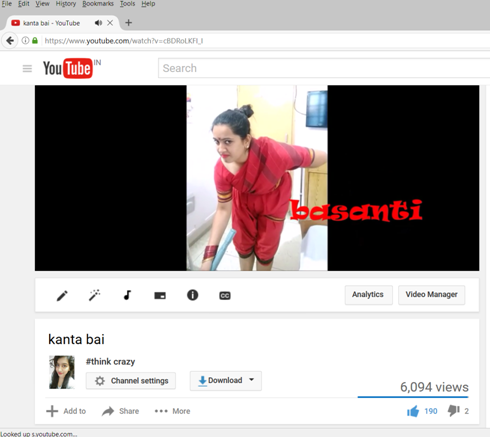 File Edit View History Bookmarks Tools Help
kanta bai - YouTube
https://www.youtube.com/watch?v=cBDRoLKFI_I
YouTube IN
Search
basanti
CC
Analytics
Video Manager
kanta bai
#think crazy
Channel settings
Download
6,094 views
Add to
Share
More
190
2
Looked up s.youtube.com...